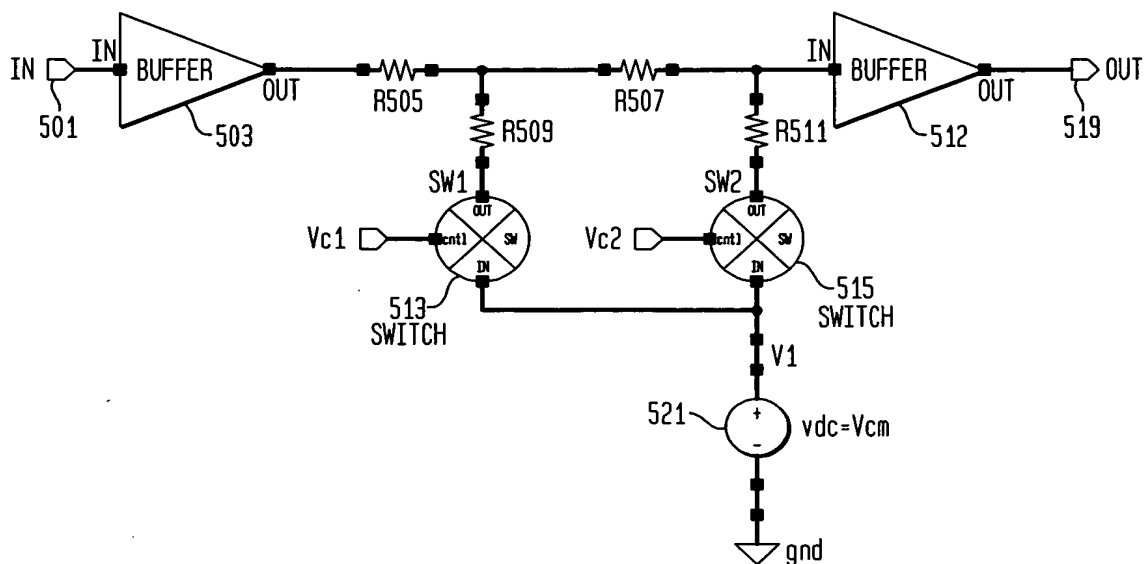 IN
501
IN
BUFFER
OUT
503
R505
R507
R509
R511
IN
BUFFER
OUT
512
OUT
519
SW1
OUT
cntl
SW
IN
Vc1
513
SWITCH
SW2
OUT
cntl
SW
IN
Vc2
515
SWITCH
V1
521
+
-
vdc=Vcm
gnd